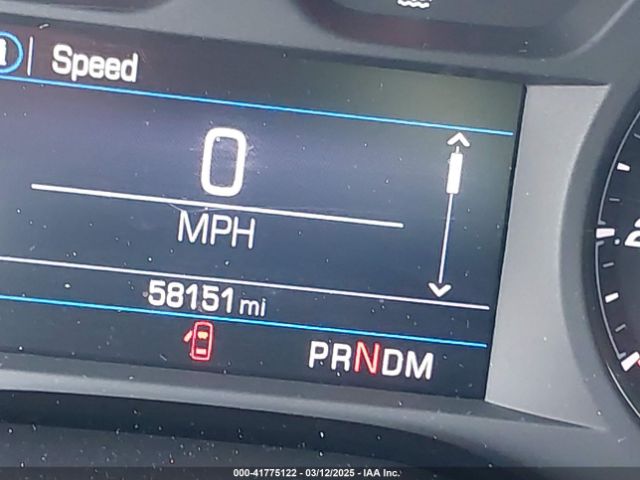 i Speed
0
MPH
58151 mi
PRNDM
000-41775122 - 03/12/2025 - IAA Inc.